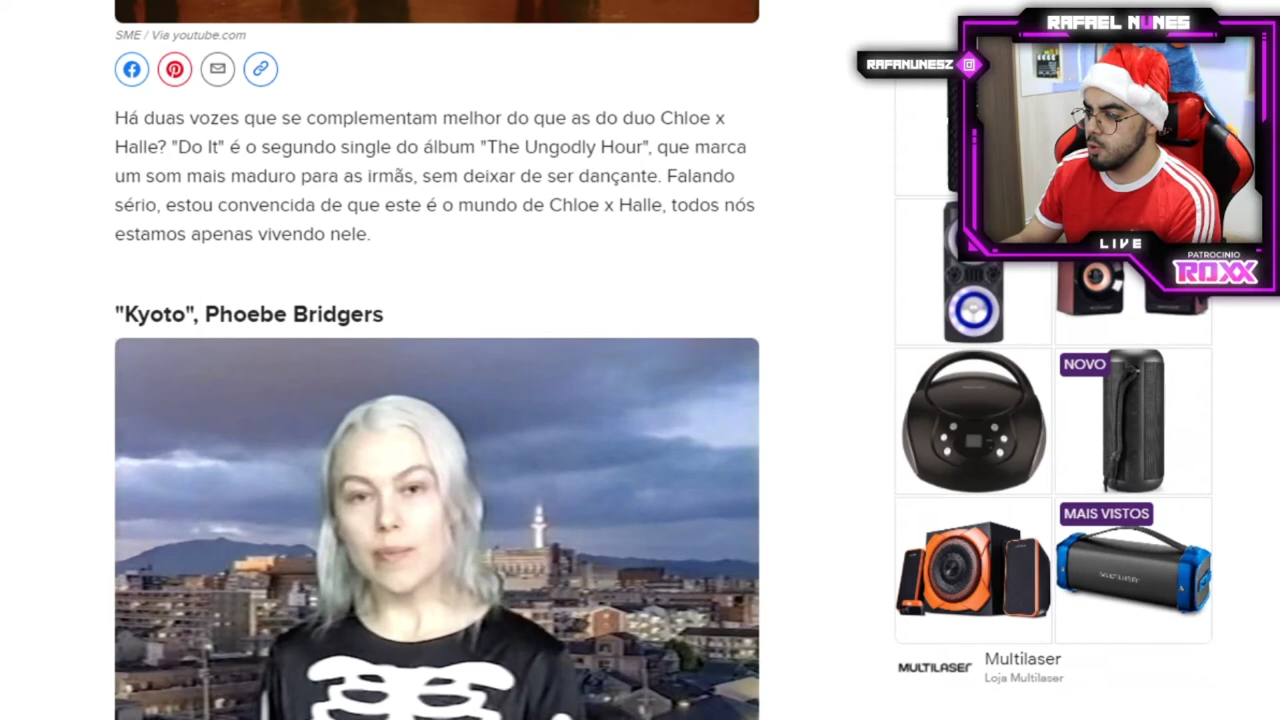 SME / Via youtube.com
Há duas vozes que se complementam melhor do que as do duo Chloe x
Halle? "Do It" é o segundo single do álbum "The Ungodly Hour", que marca
um som mais maduro para as irmãs, sem deixar de ser dançante. Falando
sério, estou convencida de que este é o mundo de Chloe x Halle, todos nós
estamos apenas vivendo nele.
"Kyoto", Phoebe Bridgers
RAFAEL NUNES
RAFANUNESZ
LIVE
PATROCINIO
ROXX
NOVO
MAIS VISTOS
MULTILASER
MULTILASER
Multilaser
Loja Multilaser